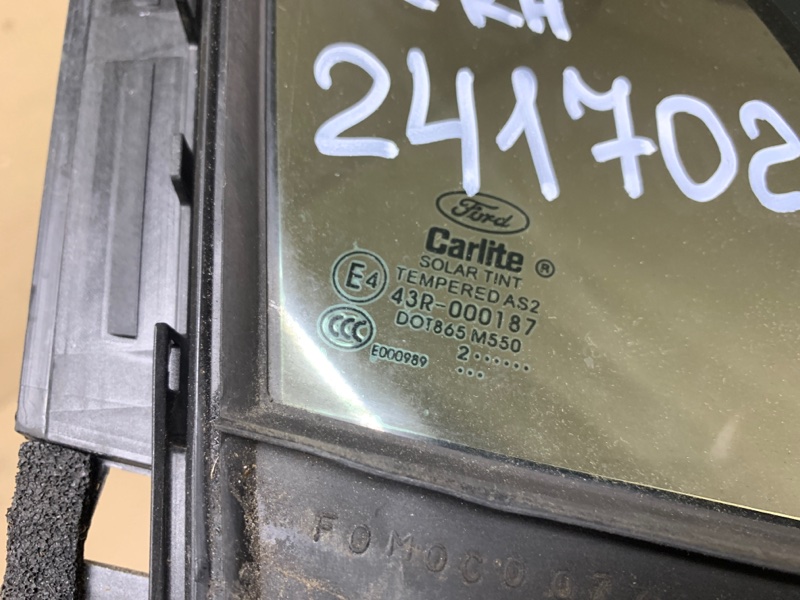 241702
Ford
Carlite ®
SOLAR TINT
TEMPERED AS2
E4
43R-000187
DOT865 M550
CCC
E000989
2······
···
FOMOCO